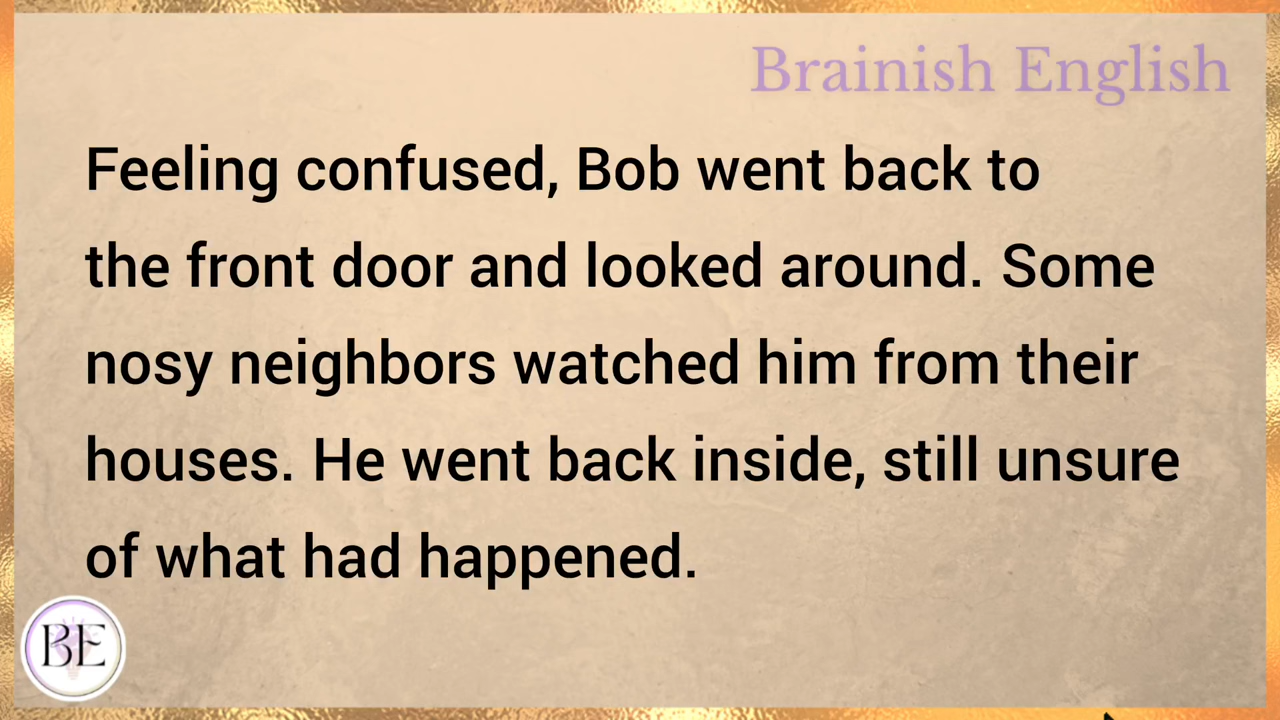 Brainish English
Feeling confused, Bob went back to
the front door and looked around. Some
nosy neighbors watched him from their
houses. He went back inside, still unsure
of what had happened.
BE